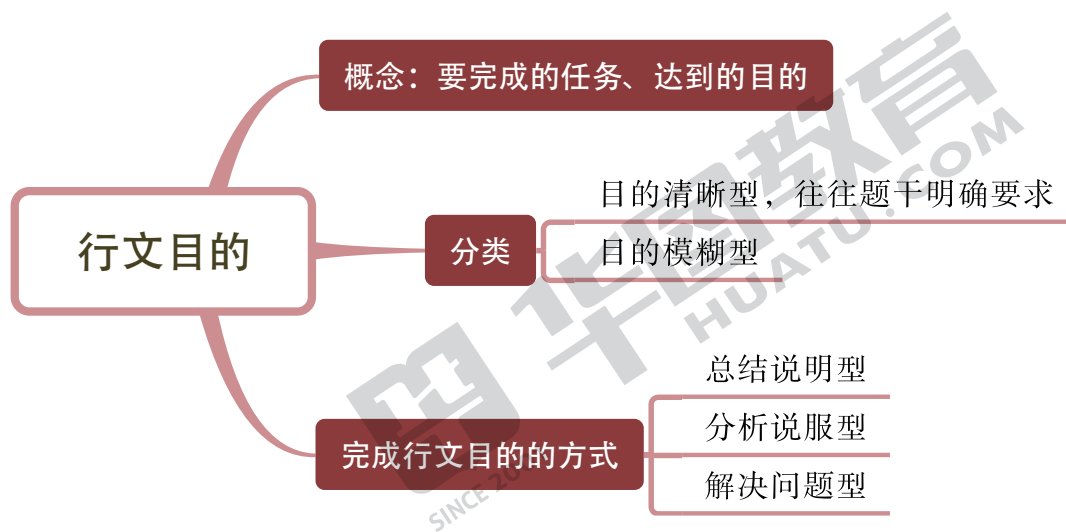 行文目的
概念：要完成的任务、达到的目的
分类
目的清晰型，往往题干明确要求
目的模糊型
完成行文目的的方式
总结说明型
分析说服型
解决问题型
华图教育
HUATU.COM